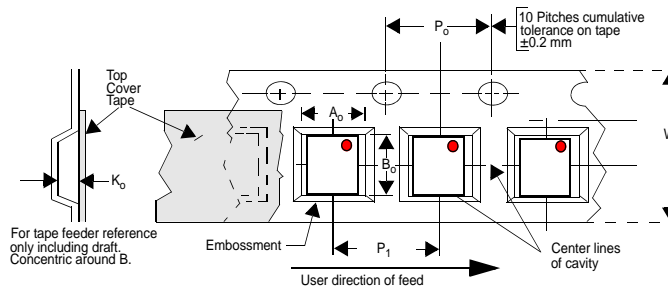 10 Pitches cumulative
tolerance on tape
±0.2 mm
Po
Top
Cover
Tape
Ao
Bo
W
Ko
For tape feeder reference
only including draft.
Concentric around B.
Embossment
P1
Center lines
of cavity
User direction of feed